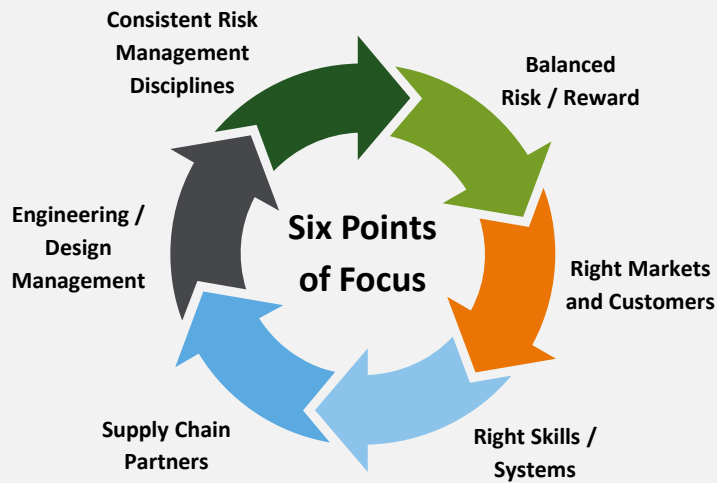 Consistent Risk
Management
Disciplines
Balanced
Risk / Reward
Right Markets
and Customers
Right Skills /
Systems
Supply Chain
Partners
Engineering /
Design
Management
Six Points
of Focus